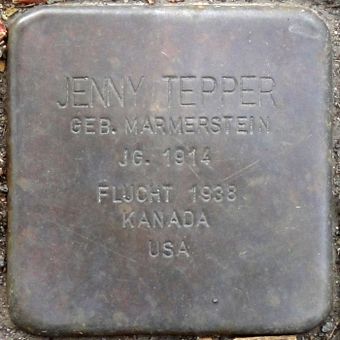 JENNY TEPPER
GEB. MARMERSTEIN
JG. 1914
FLUCHT 1938
KANADA
USA